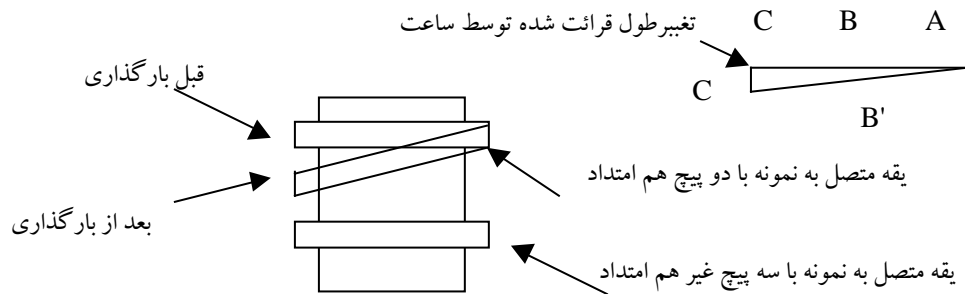 تغببرطول قرائت شده توسط ساعت
C B A
قبل بارگذاری
C
B'
یقه متصل به نمونه با دو پیچ هم امتداد
بعد از بارگذاری
یقه متصل به نمونه با سه پیچ غیر هم امتداد